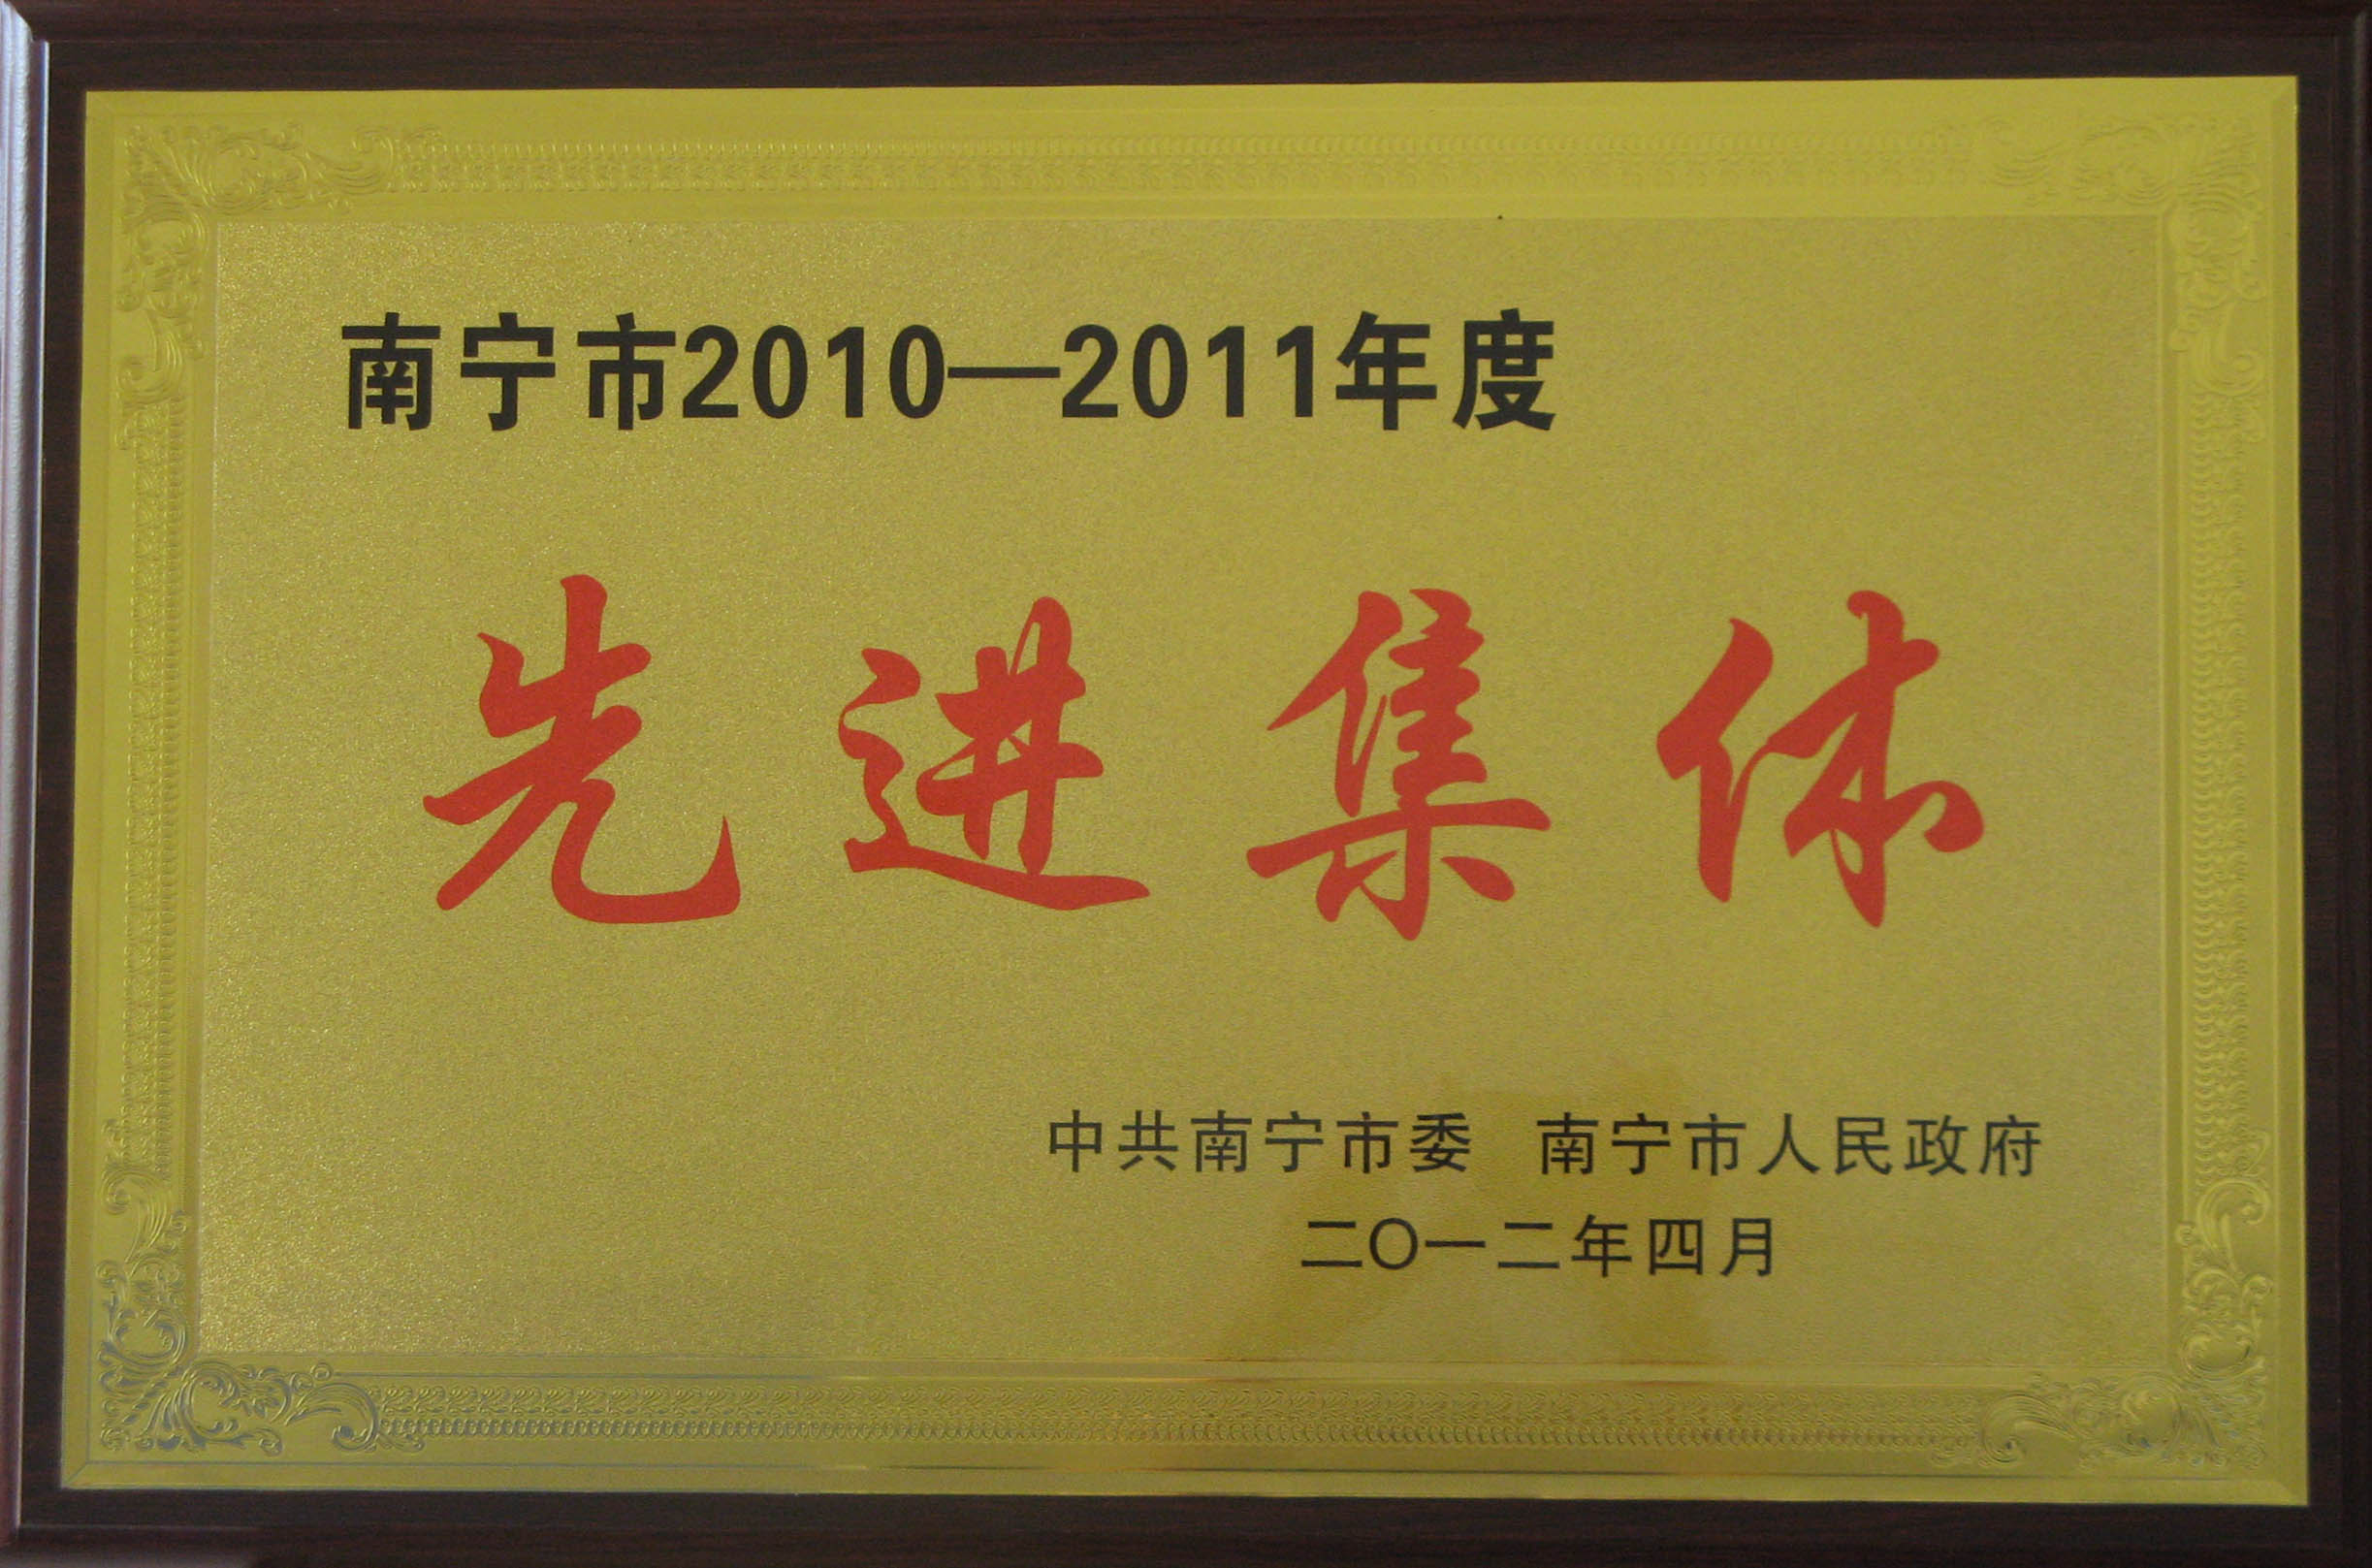 南宁市2010—2011年度
先进集体
中共南宁市委 南宁市人民政府
二〇一二年四月